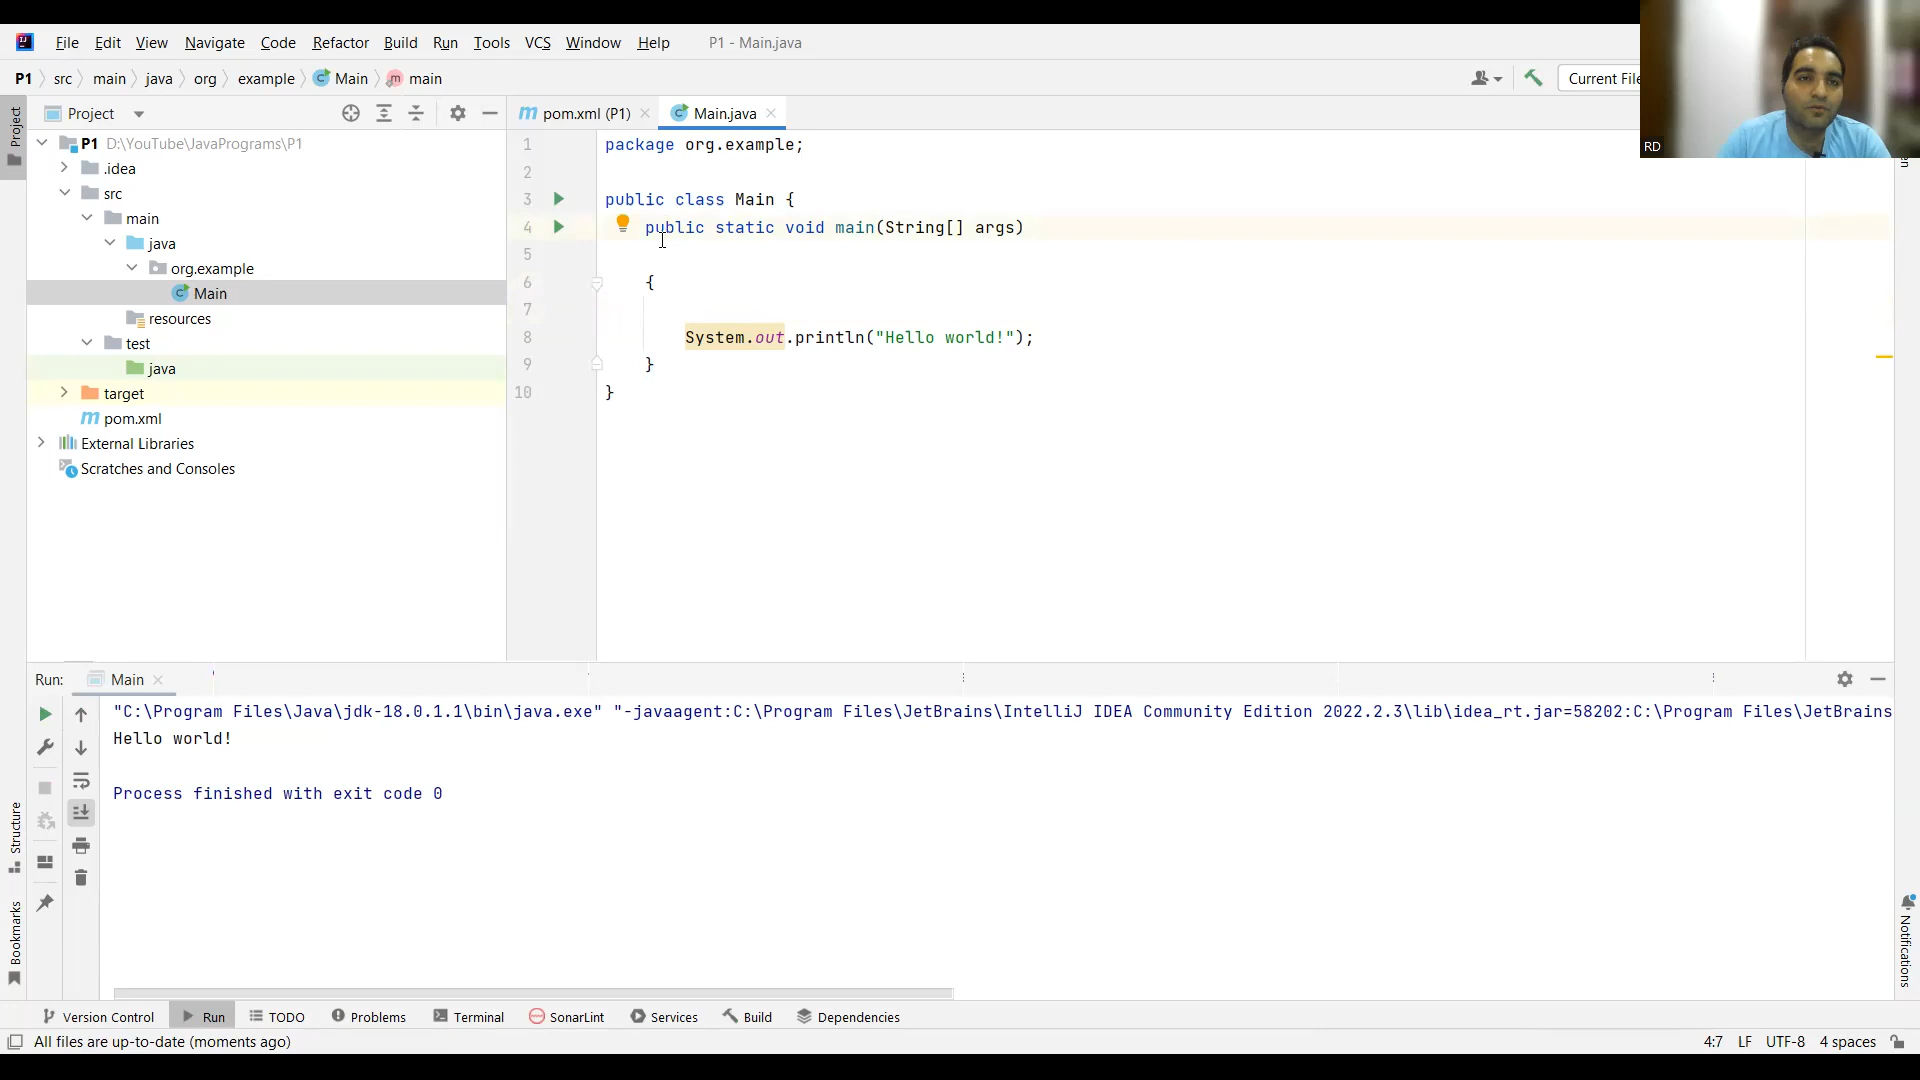 File Edit View Navigate Code Refactor Build Run Tools VCS Window Help P1 - Main.java
P1 src main java org example Main main
Current File
RD
Project
Project
pom.xml (P1) Main.java
P1 D:\YouTube\JavaPrograms\P1
.idea
src
main
java
org.example
Main
resources
test
java
target
pom.xml
External Libraries
Scratches and Consoles
1 package org.example;
2
3 public class Main {
4 public static void main(String[] args)
5
6 {
7
8 System.out.println("Hello world!");
9 }
10 }
Run: Main
"C:\Program Files\Java\jdk-18.0.1.1\bin\java.exe" "-javaagent:C:\Program Files\JetBrains\IntelliJ IDEA Community Edition 2022.2.3\lib\idea_rt.jar=58202:C:\Program Files\JetBrains
Hello world!
Process finished with exit code 0
Structure
Bookmarks
Notifications
Version Control Run TODO Problems Terminal SonarLint Services Build Dependencies
All files are up-to-date (moments ago) 4:7 LF UTF-8 4 spaces